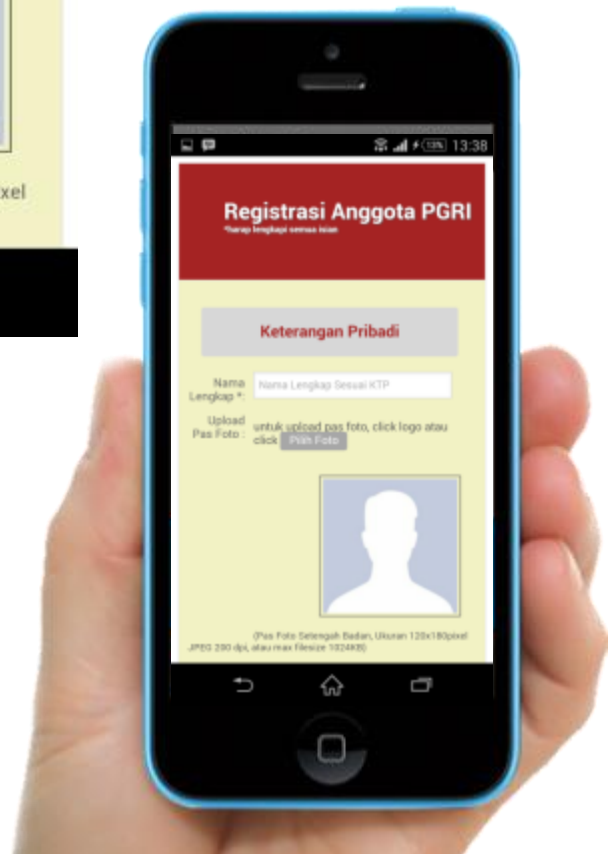 xel
13% 13:38
Registrasi Anggota PGRI
*harap lengkapi semua isian
Keterangan Pribadi
Nama
Lengkap *:
Nama Lengkap Sesuai KTP
Upload
Pas Foto :
untuk upload pas foto, click logo atau
click Pilih Foto
(Pas Foto Setengah Badan, Ukuran 120x180pixel
JPEG 200 dpi, atau max filesize 1024KB)